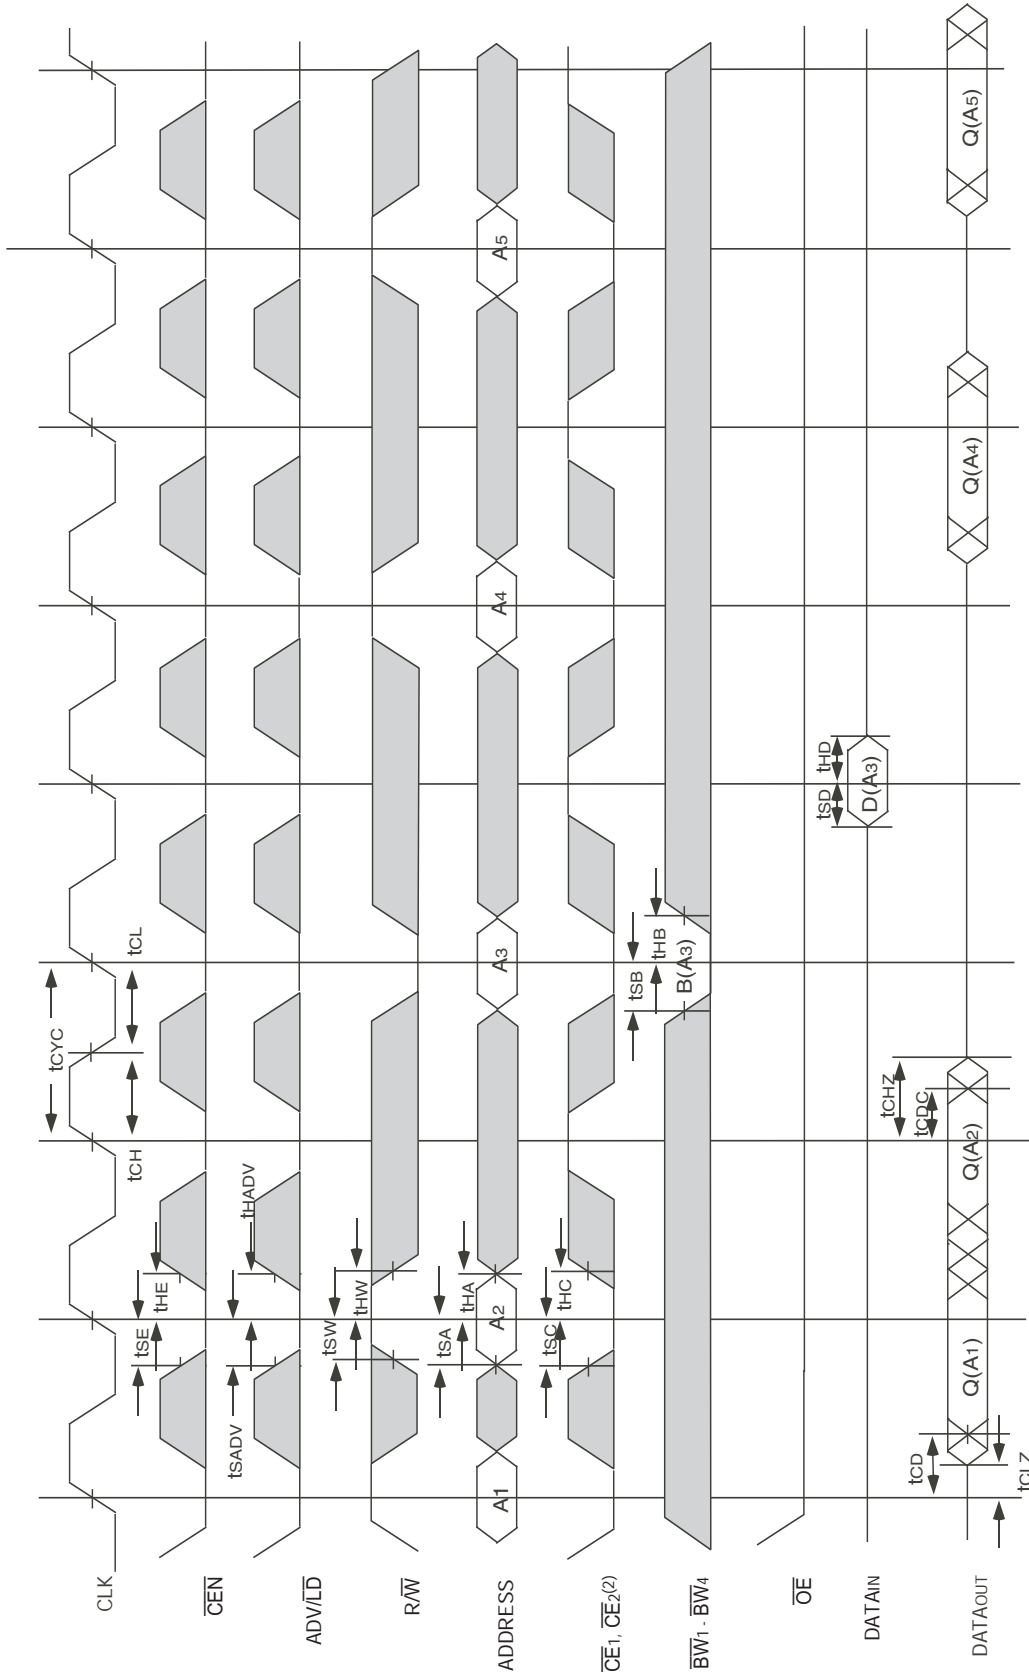 CLK
tCYC
tCH
tCL
CEN
tSE
tHE
ADV/LD
tSADV
tHADV
R/W
tSW
tHW
ADDRESS
A1
A2
A3
A4
A5
tSA
tHA
CE1, CE2(2)
tSC
tHC
BW1 - BW4
tSB
tHB
B(A3)
OE
DATAIN
tSD
tHD
D(A3)
DATAOUT
tCD
tCLZ
Q(A1)
Q(A2)
tCHZ
tCDC
Q(A4)
Q(A5)